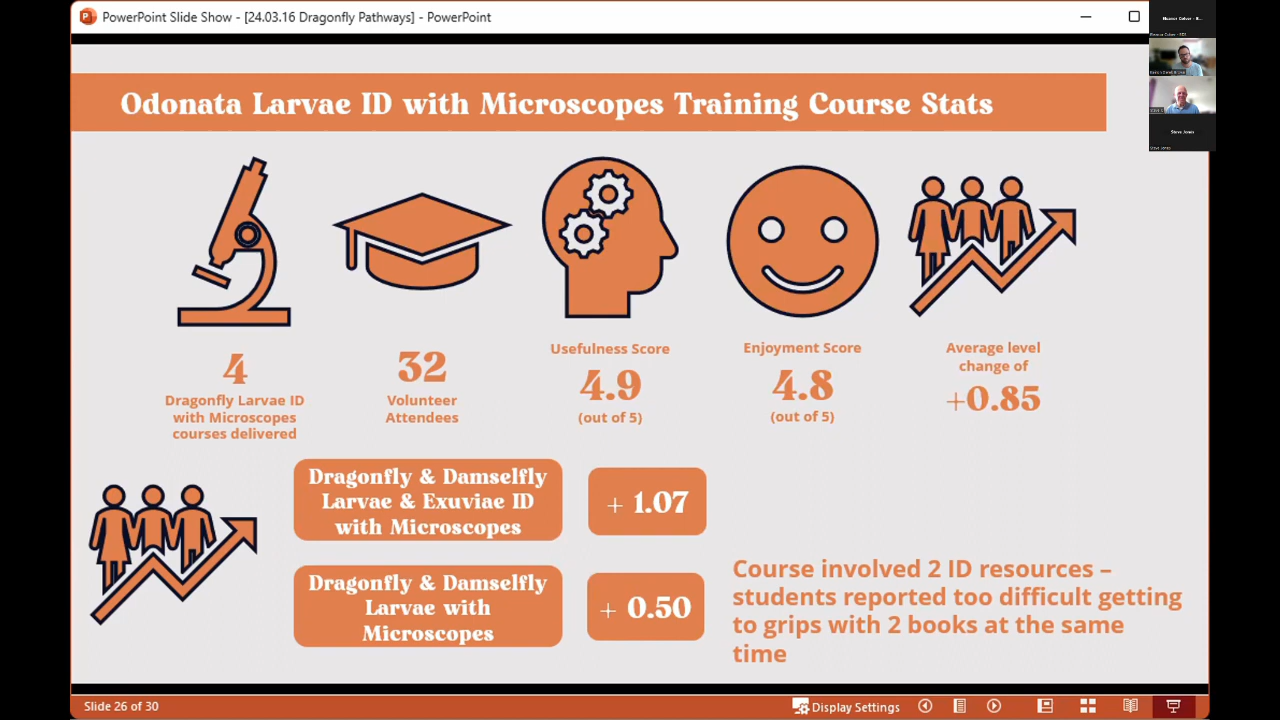 PowerPoint Slide Show - [24.03.16 Dragonfly Pathways] - PowerPoint
Odonata Larvae ID with Microscopes Training Course Stats
4
Dragonfly Larvae ID
with Microscopes
courses delivered
32
Volunteer
Attendees
Usefulness Score
4.9
(out of 5)
Enjoyment Score
4.8
(out of 5)
Average level
change of
+0.85
Dragonfly & Damselfly
Larvae & Exuviae ID
with Microscopes
+ 1.07
Dragonfly & Damselfly
Larvae with
Microscopes
+ 0.50
Course involved 2 ID resources –
students reported too difficult getting
to grips with 2 books at the same
time
Slide 26 of 30
Display Settings
Steve Jones
Steve Jones